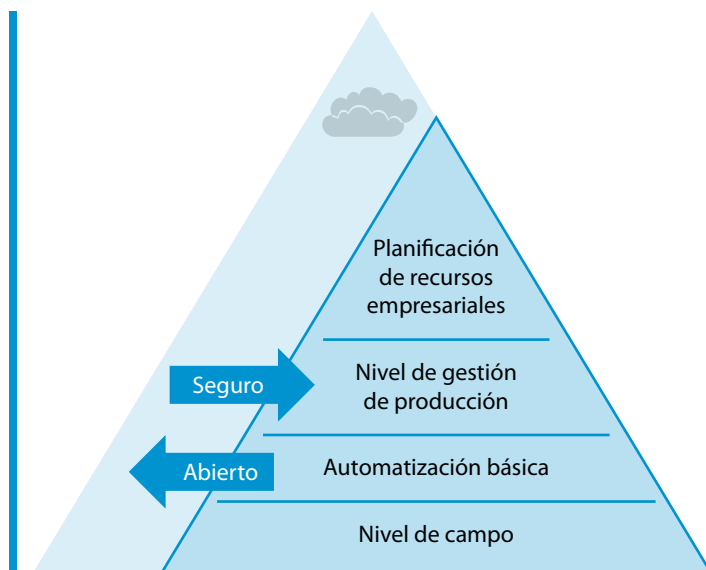 Planificación
de recursos
empresariales
Seguro
Nivel de gestión
de producción
Abierto
Automatización básica
Nivel de campo